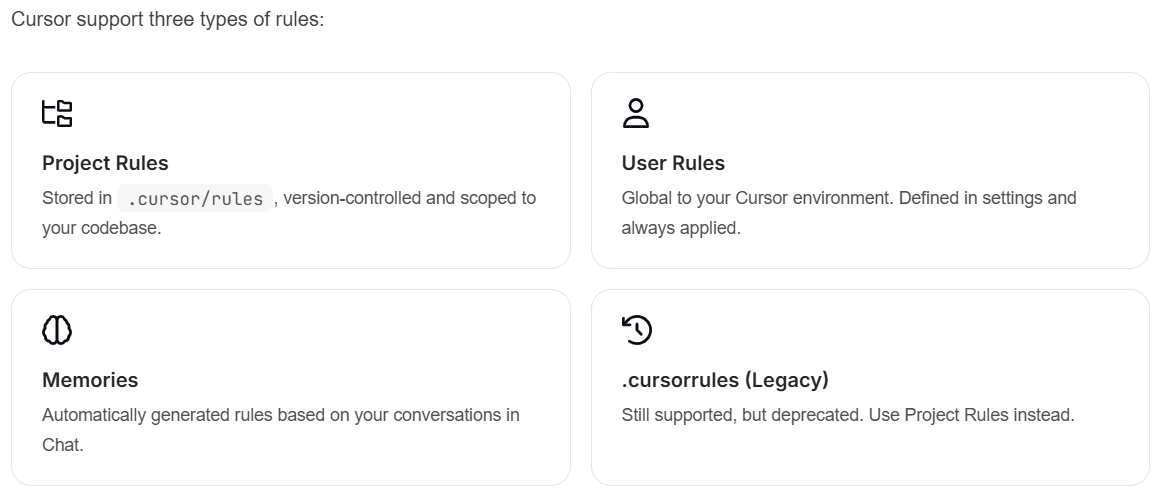 Cursor support three types of rules:
Project Rules
Stored in .cursor/rules, version-controlled and scoped to
your codebase.
User Rules
Global to your Cursor environment. Defined in settings and
always applied.
Memories
Automatically generated rules based on your conversations in
Chat.
.cursorrules (Legacy)
Still supported, but deprecated. Use Project Rules instead.